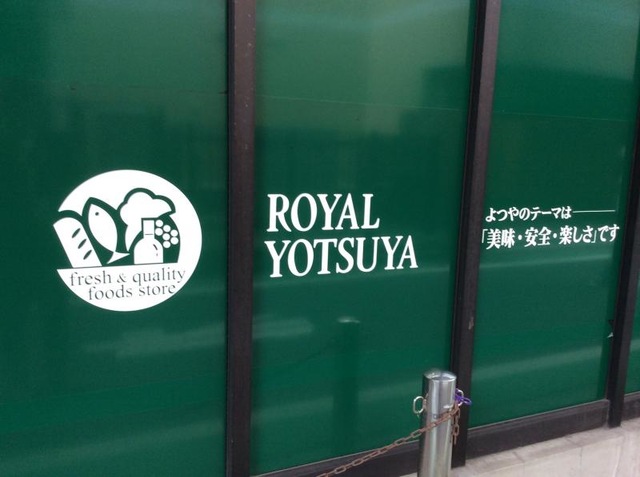 fresh & quality
foods store
ROYAL
YOTSUYA
よつやのテーマは———
「美味・安全・楽しさ」です